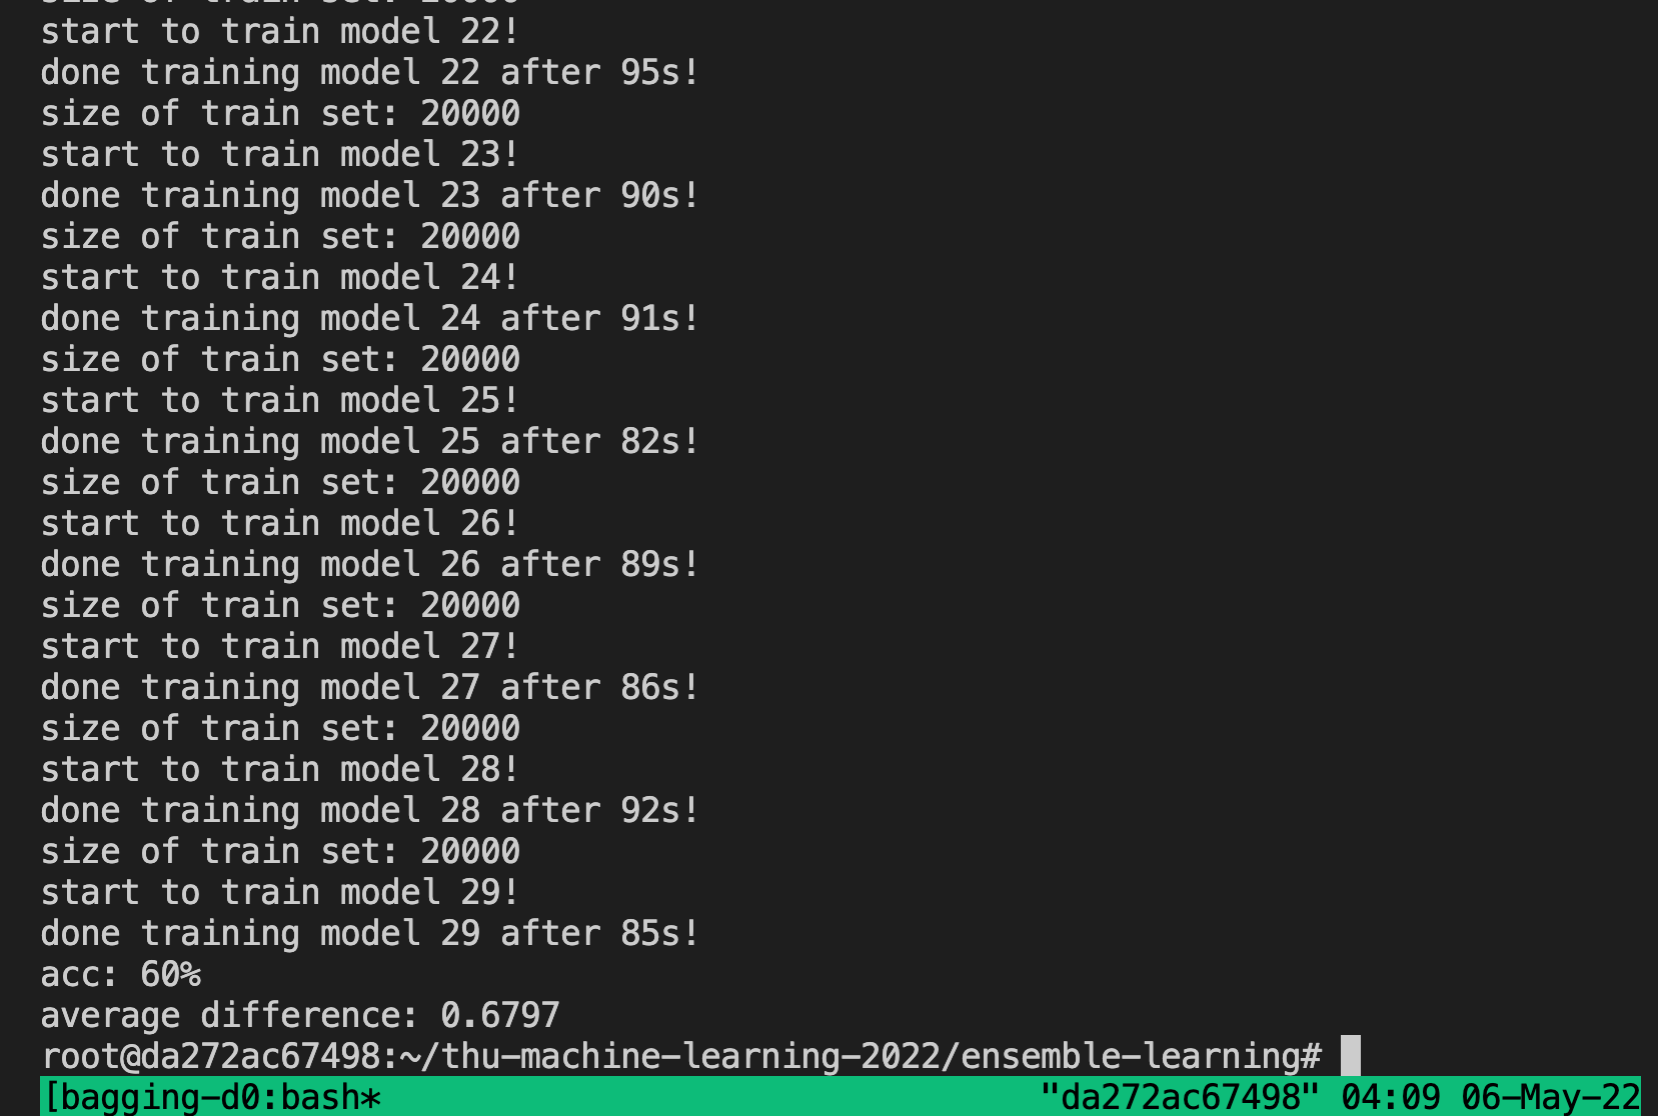 size of train set: 20000
start to train model 22!
done training model 22 after 95s!
size of train set: 20000
start to train model 23!
done training model 23 after 90s!
size of train set: 20000
start to train model 24!
done training model 24 after 91s!
size of train set: 20000
start to train model 25!
done training model 25 after 82s!
size of train set: 20000
start to train model 26!
done training model 26 after 89s!
size of train set: 20000
start to train model 27!
done training model 27 after 86s!
size of train set: 20000
start to train model 28!
done training model 28 after 92s!
size of train set: 20000
start to train model 29!
done training model 29 after 85s!
acc: 60%
average difference: 0.6797
root@da272ac67498:~/thu-machine-learning-2022/ensemble-learning#
[bagging-d0:bash* "da272ac67498" 04:09 06-May-22